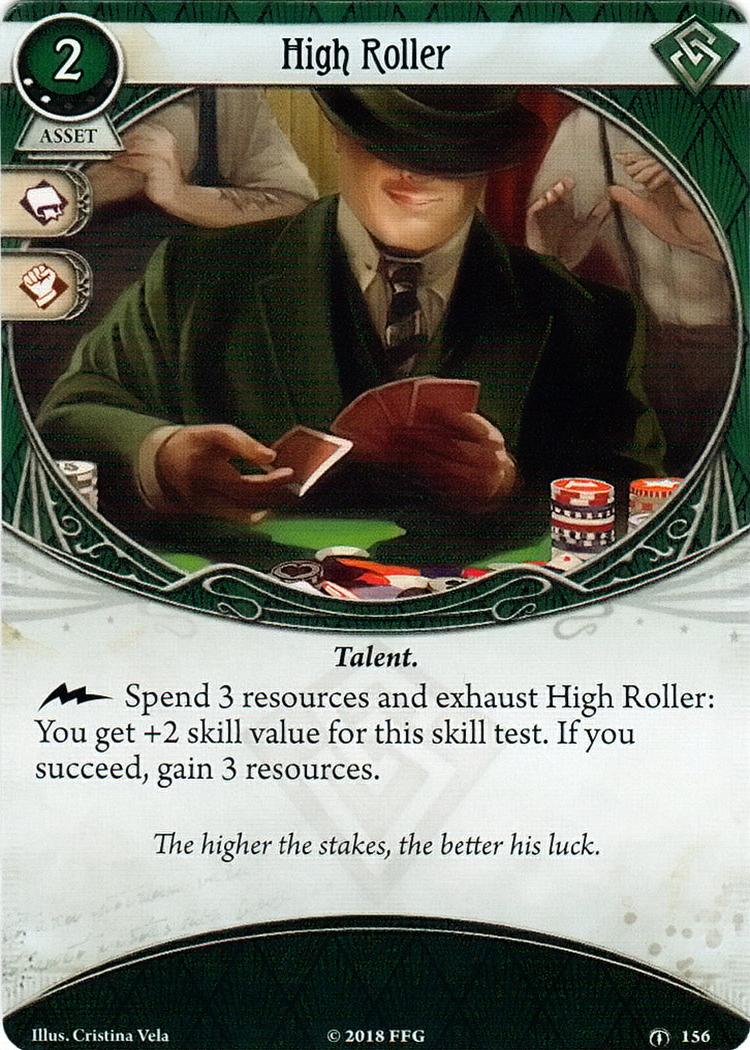 2
High Roller
ASSET
Talent.
Spend 3 resources and exhaust High Roller:
You get +2 skill value for this skill test. If you
succeed, gain 3 resources.
The higher the stakes, the better his luck.
Illus. Cristina Vela
© 2018 FFG
156